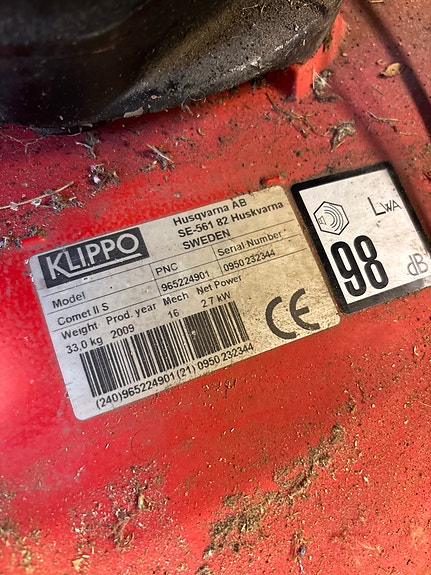 KLIPPO
Husqvarna AB
SE-561 82 Huskvarna
SWEDEN
Model PNC Serial Number
Comet II S 965224901 0950232344
Weight Prod. year Mech Net Power
33.0 kg 2009 16 2.7 kW
(240)965224901(21) 0950 232344
CE
LWA
98
dB